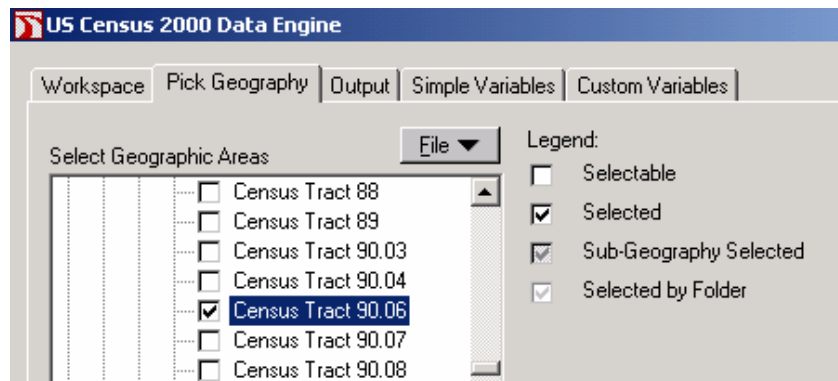 US Census 2000 Data Engine
Workspace Pick Geography Output Simple Variables Custom Variables
Select Geographic Areas
File
Census Tract 88
Census Tract 89
Census Tract 90.03
Census Tract 90.04
Census Tract 90.06
Census Tract 90.07
Census Tract 90.08
Legend:
Selectable
Selected
Sub-Geography Selected
Selected by Folder